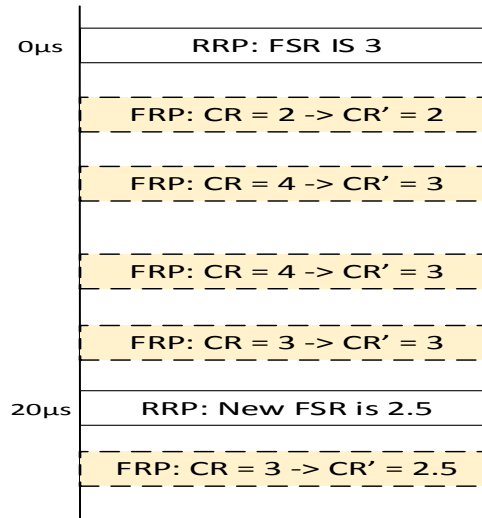 0µs RRP: FSR IS 3
FRP: CR = 2 -> CR’ = 2
FRP: CR = 4 -> CR’ = 3
FRP: CR = 4 -> CR’ = 3
FRP: CR = 3 -> CR’ = 3
20µs RRP: New FSR is 2.5
FRP: CR = 3 -> CR’ = 2.5